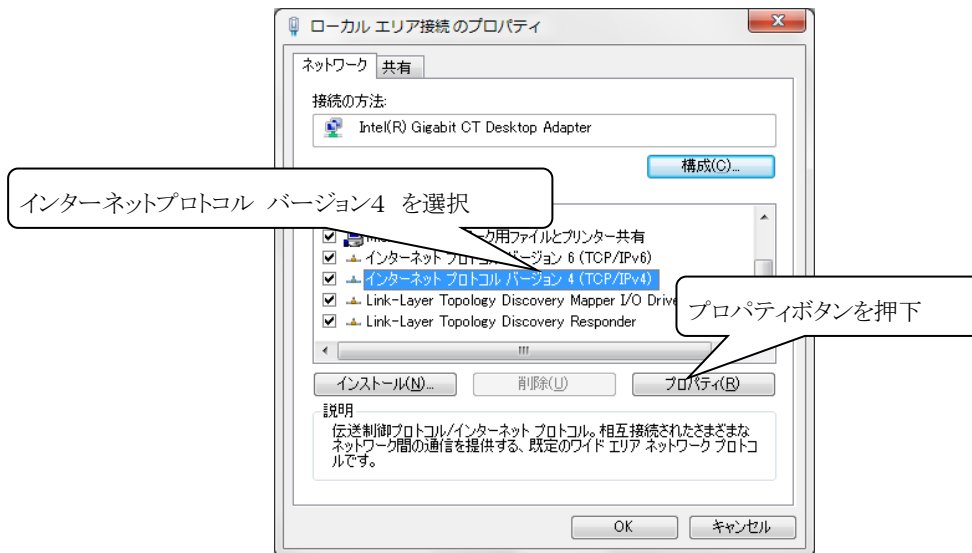 ローカル エリア接続のプロパティ
ネットワーク 共有
接続の方法:
Intel(R) Gigabit CT Desktop Adapter
構成(C)...
インターネットプロトコル バージョン4 を選択
用ファイルとプリンター共有
インターネット プロトコル バージョン 6 (TCP/IPv6)
インターネット プロトコル バージョン 4 (TCP/IPv4)
Link-Layer Topology Discovery Mapper I/O Drive
Link-Layer Topology Discovery Responder
プロパティボタンを押下
インストール(N)... 削除(U) プロパティ(R)
説明
伝送制御プロトコル/インターネット プロトコル。相互接続されたさまざまな
ネットワーク間の通信を提供する、既定のワイド エリア ネットワーク プロトコ
ルです。
OK キャンセル